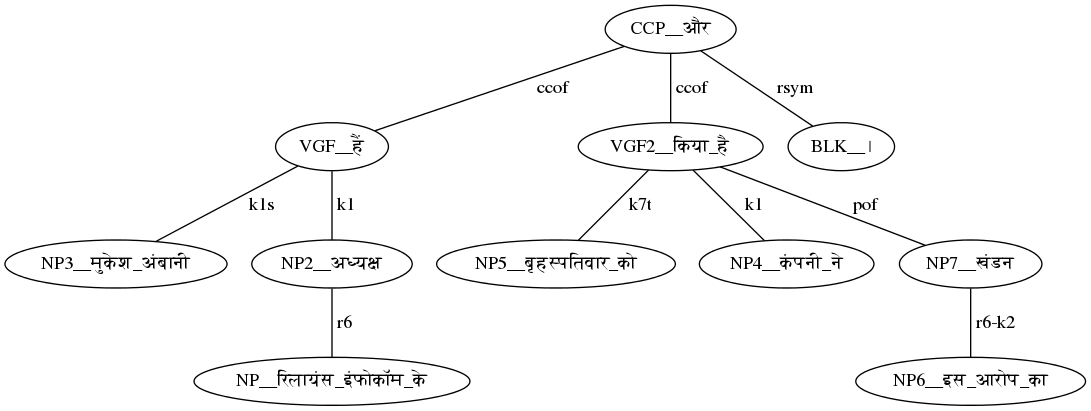 CCP__और
ccof
ccof
rsym
VGF__हैं
VGF2__किया_है
BLK__।
k1s
k1
k7t
k1
pof
NP3__मुकेश_अंबानी
NP2__अध्यक्ष
NP5__बृहस्पतिवार_को
NP4__कंपनी_ने
NP7__खंडन
r6
r6-k2
NP__रिलायंस_इंफोकॉम_के
NP6__इस_आरोप_का